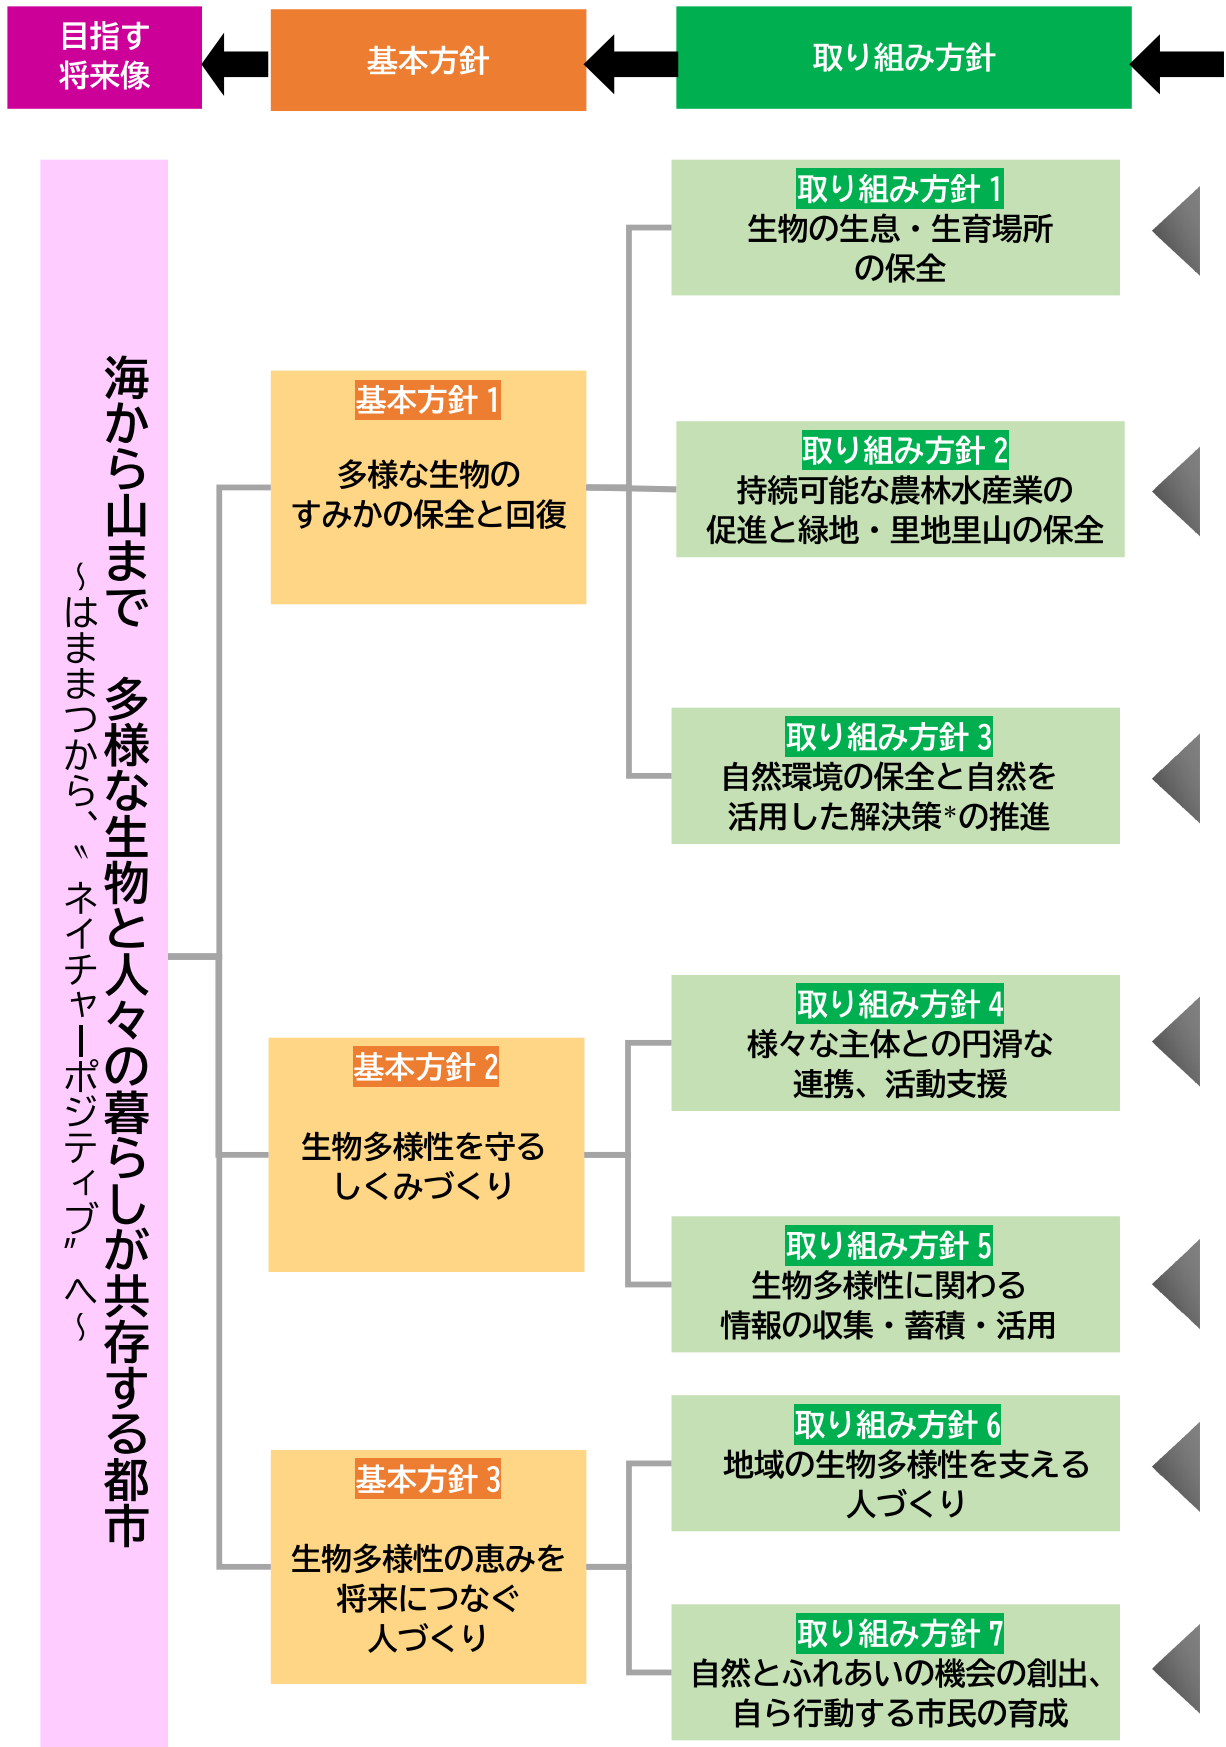 目指す
将来像
基本方針
取り組み方針
海から山まで　多様な生物と人々の暮らしが共存する都市
～はままつから、〝ネイチャーポジティブ〟へ～
基本方針 1
多様な生物の
すみかの保全と回復
取り組み方針 1
生物の生息・生育場所
の保全
取り組み方針 2
持続可能な農林水産業の
促進と緑地・里地里山の保全
取り組み方針 3
自然環境の保全と自然を
活用した解決策*の推進
基本方針 2
生物多様性を守る
しくみづくり
取り組み方針 4
様々な主体との円滑な
連携、活動支援
取り組み方針 5
生物多様性に関わる
情報の収集・蓄積・活用
基本方針 3
生物多様性の恵みを
将来につなぐ
人づくり
取り組み方針 6
地域の生物多様性を支える
人づくり
取り組み方針 7
自然とふれあいの機会の創出、
自ら行動する市民の育成